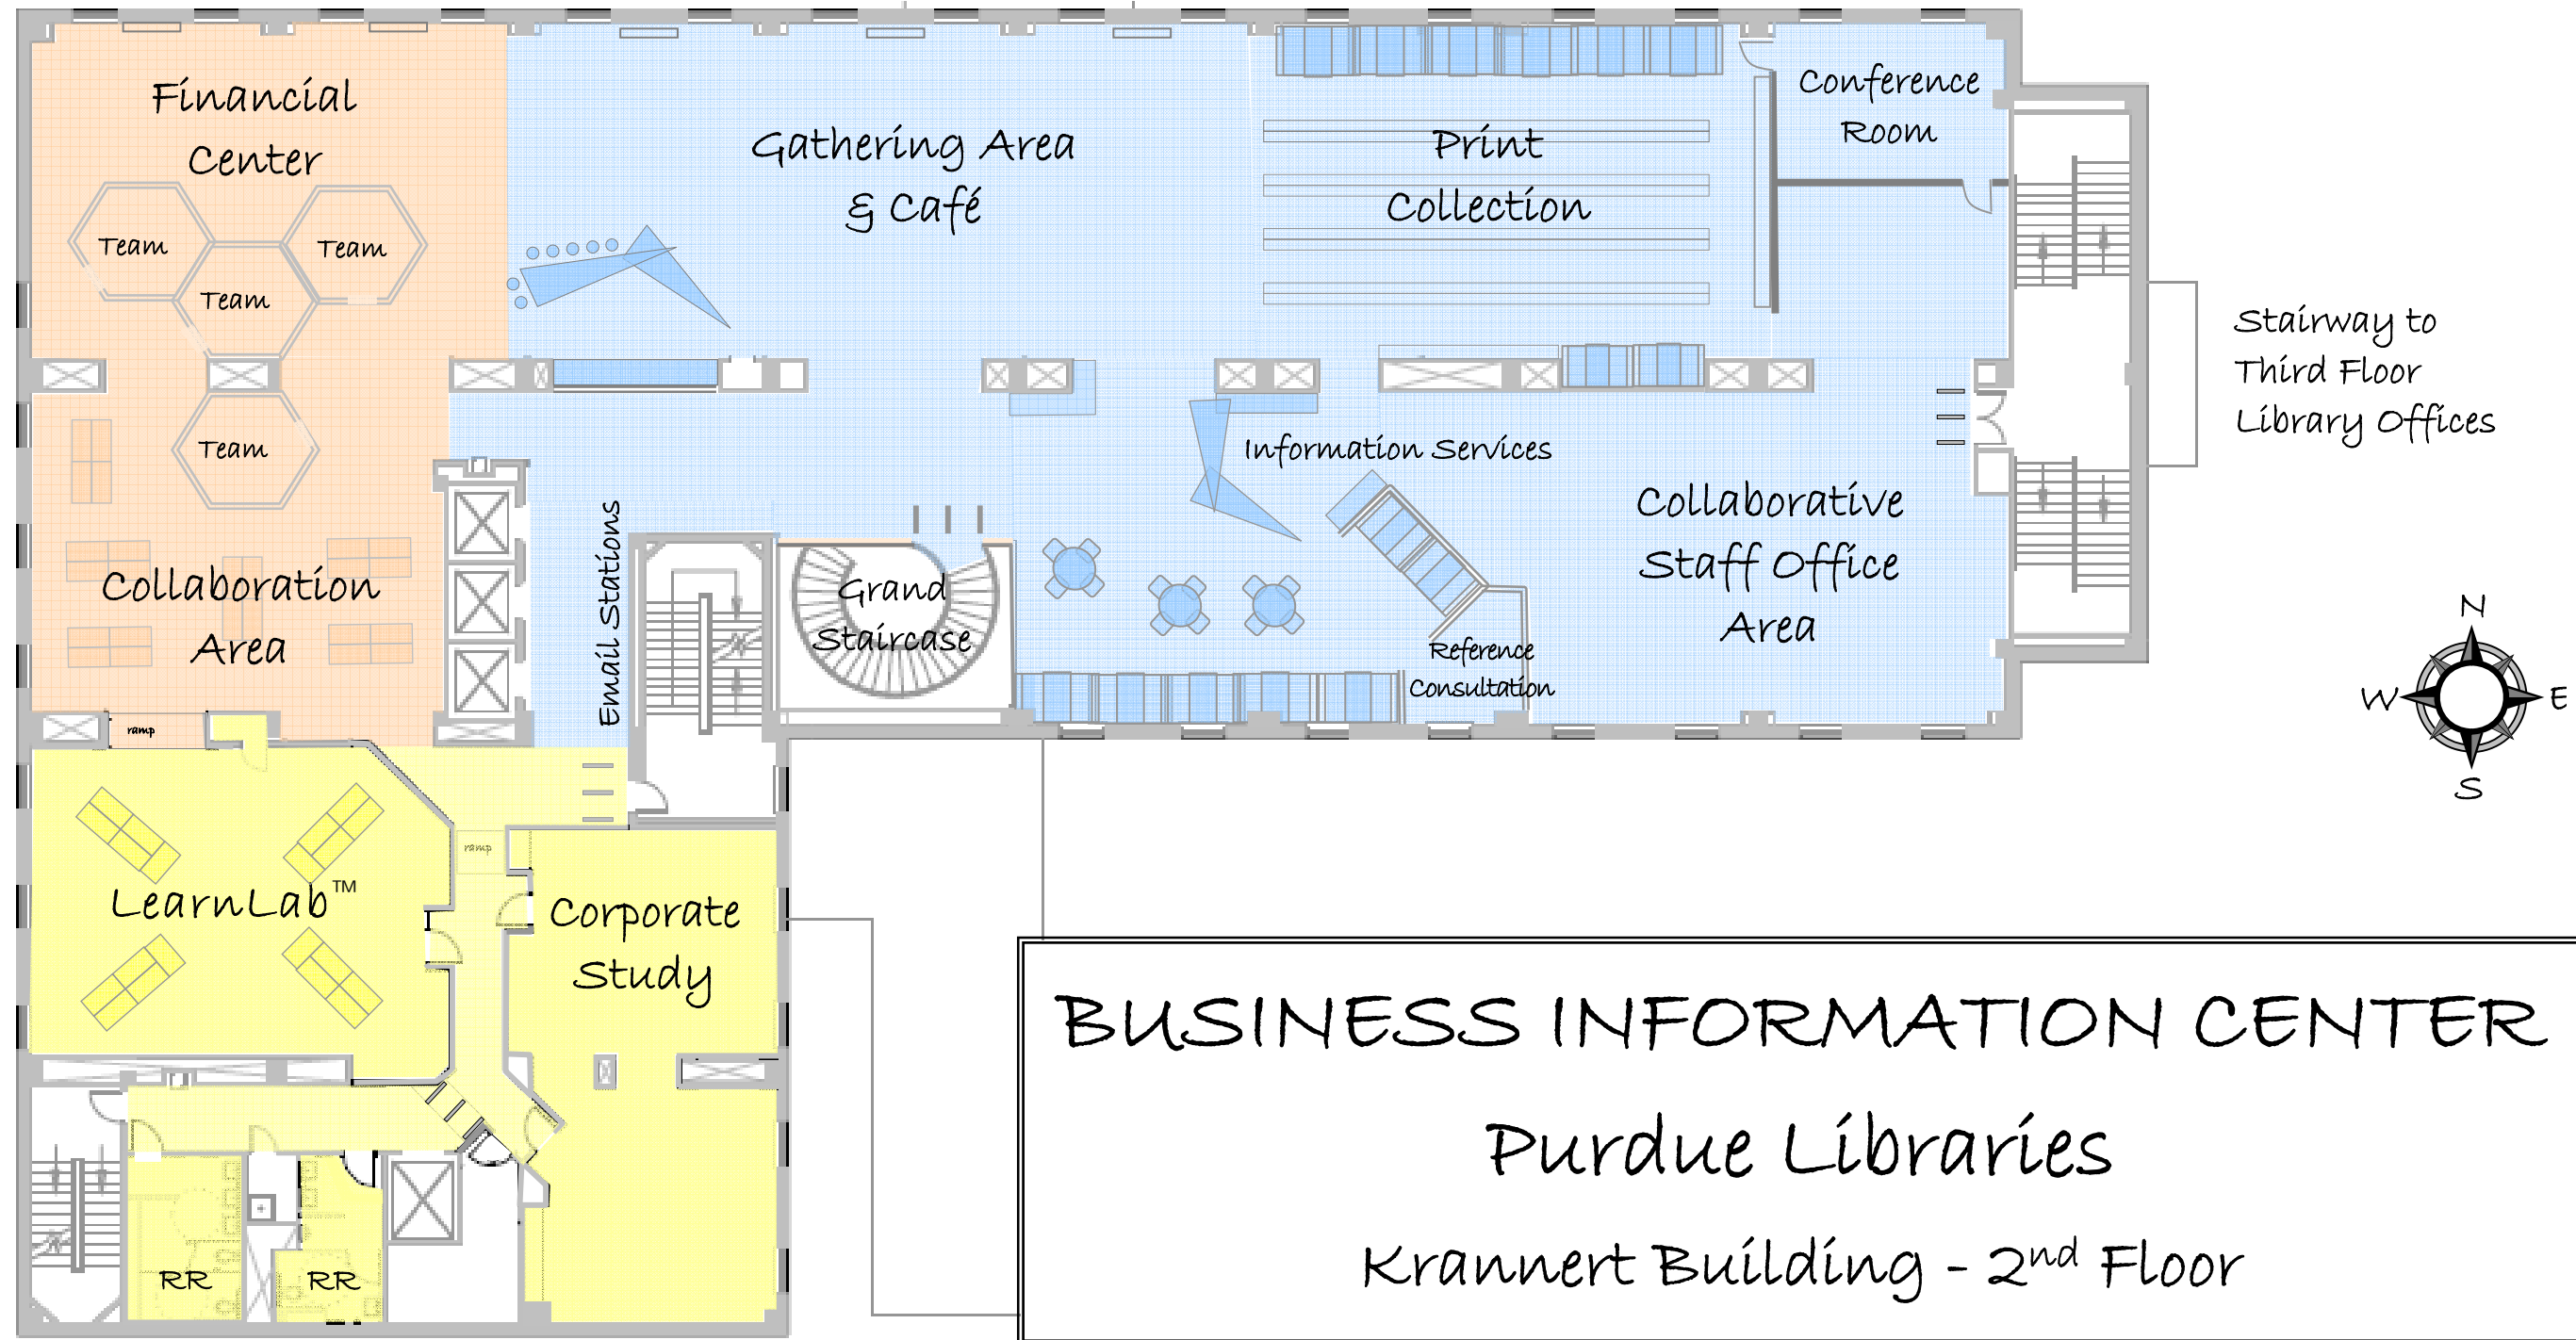 Financial
Center
Gathering Area
& Café
Print
Collection
Conference
Room
Team
Team
Team
Team
Stairway to
Third Floor
Library Offices
Information Services
Collaborative
Staff Office
Area
Email Stations
Grand
Staircase
Collaboration
Area
Reference
Consultation
ramp
N
W
E
S
ramp
LearnLab™
Corporate
Study
RR
RR
BUSINESS INFORMATION CENTER
Purdue Libraries
Krannert Building - 2nd Floor